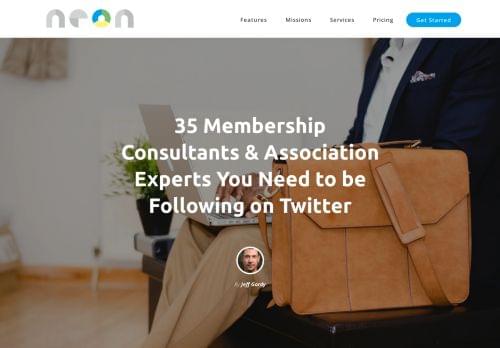 neon
Features Missions Services Pricing Get Started
35 Membership
Consultants & Association
Experts You Need to be
Following on Twitter
By Jeff Gordy